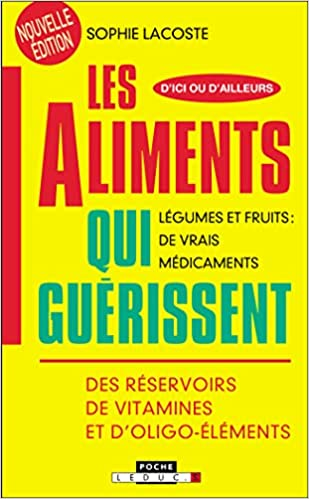 NOUVELLE
ÉDITION
SOPHIE LACOSTE
LES
D'ICI OU D'AILLEURS
ALIMENTS
QUI
LÉGUMES ET FRUITS :
DE VRAIS
MÉDICAMENTS
GUÉRISSENT
DES RÉSERVOIRS
DE VITAMINES
ET D'OLIGO-ÉLÉMENTS
POCHE
LEDUC.S